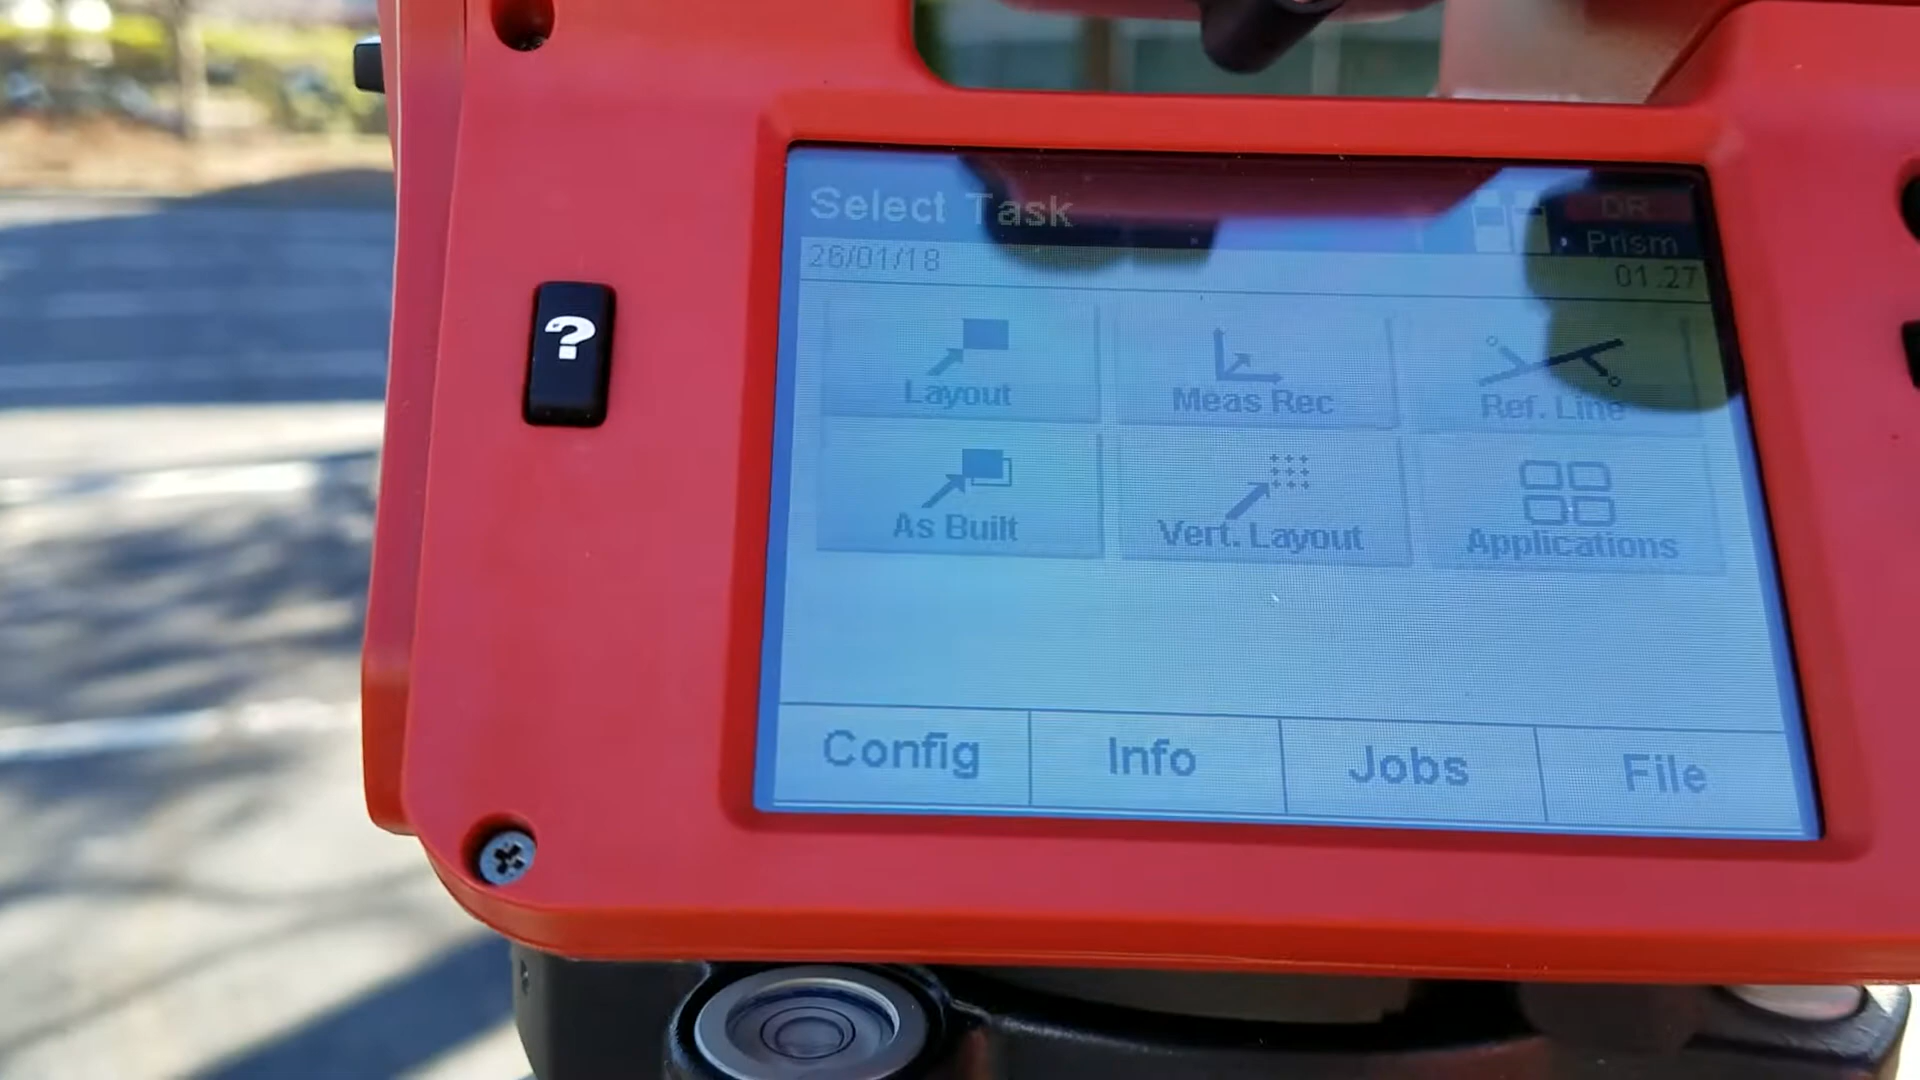 ?
Select Task
DR
Prism
26/01/18
01:27
Layout
Meas Rec
Ref. Line
As Built
Vert. Layout
Applications
Config
Info
Jobs
File